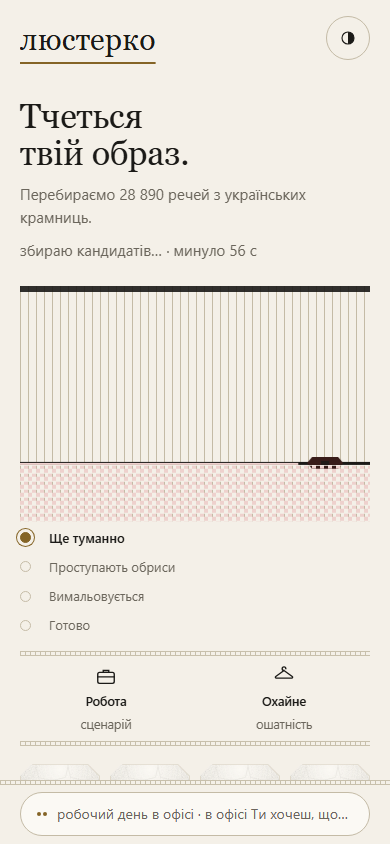 люстерко
Тчеться
твій образ.
Перебираємо 28 890 речей з українських
крамниць.
збираю кандидатів... · минуло 56 с
Ще туманно
Проступають обриси
Вимальовується
Готово
Робота
сценарій
Охайне
ошатність
робочий день в офісі · в офісі Ти хочеш, що...